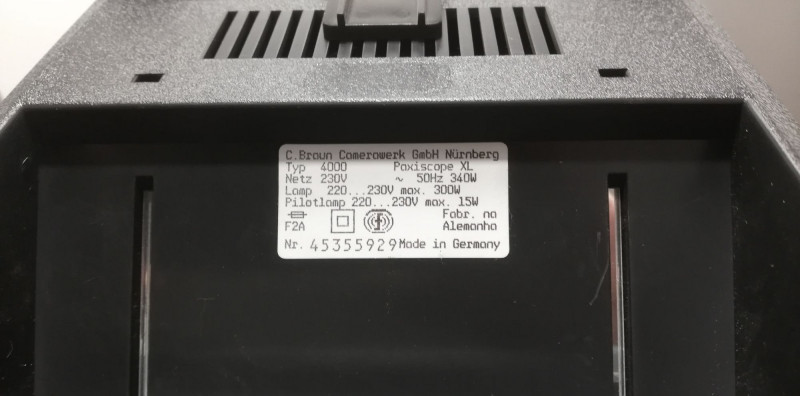 C.Braun Camerawerk GmbH Nürnberg
Typ 4000 Paxiscope XL
Netz 230V ~ 50Hz 340W
Lamp 220...230V max. 300W
Pilotlamp 220...230V max. 15W
F2A Fabr. na Alemanha
Nr. 45355929 Made in Germany